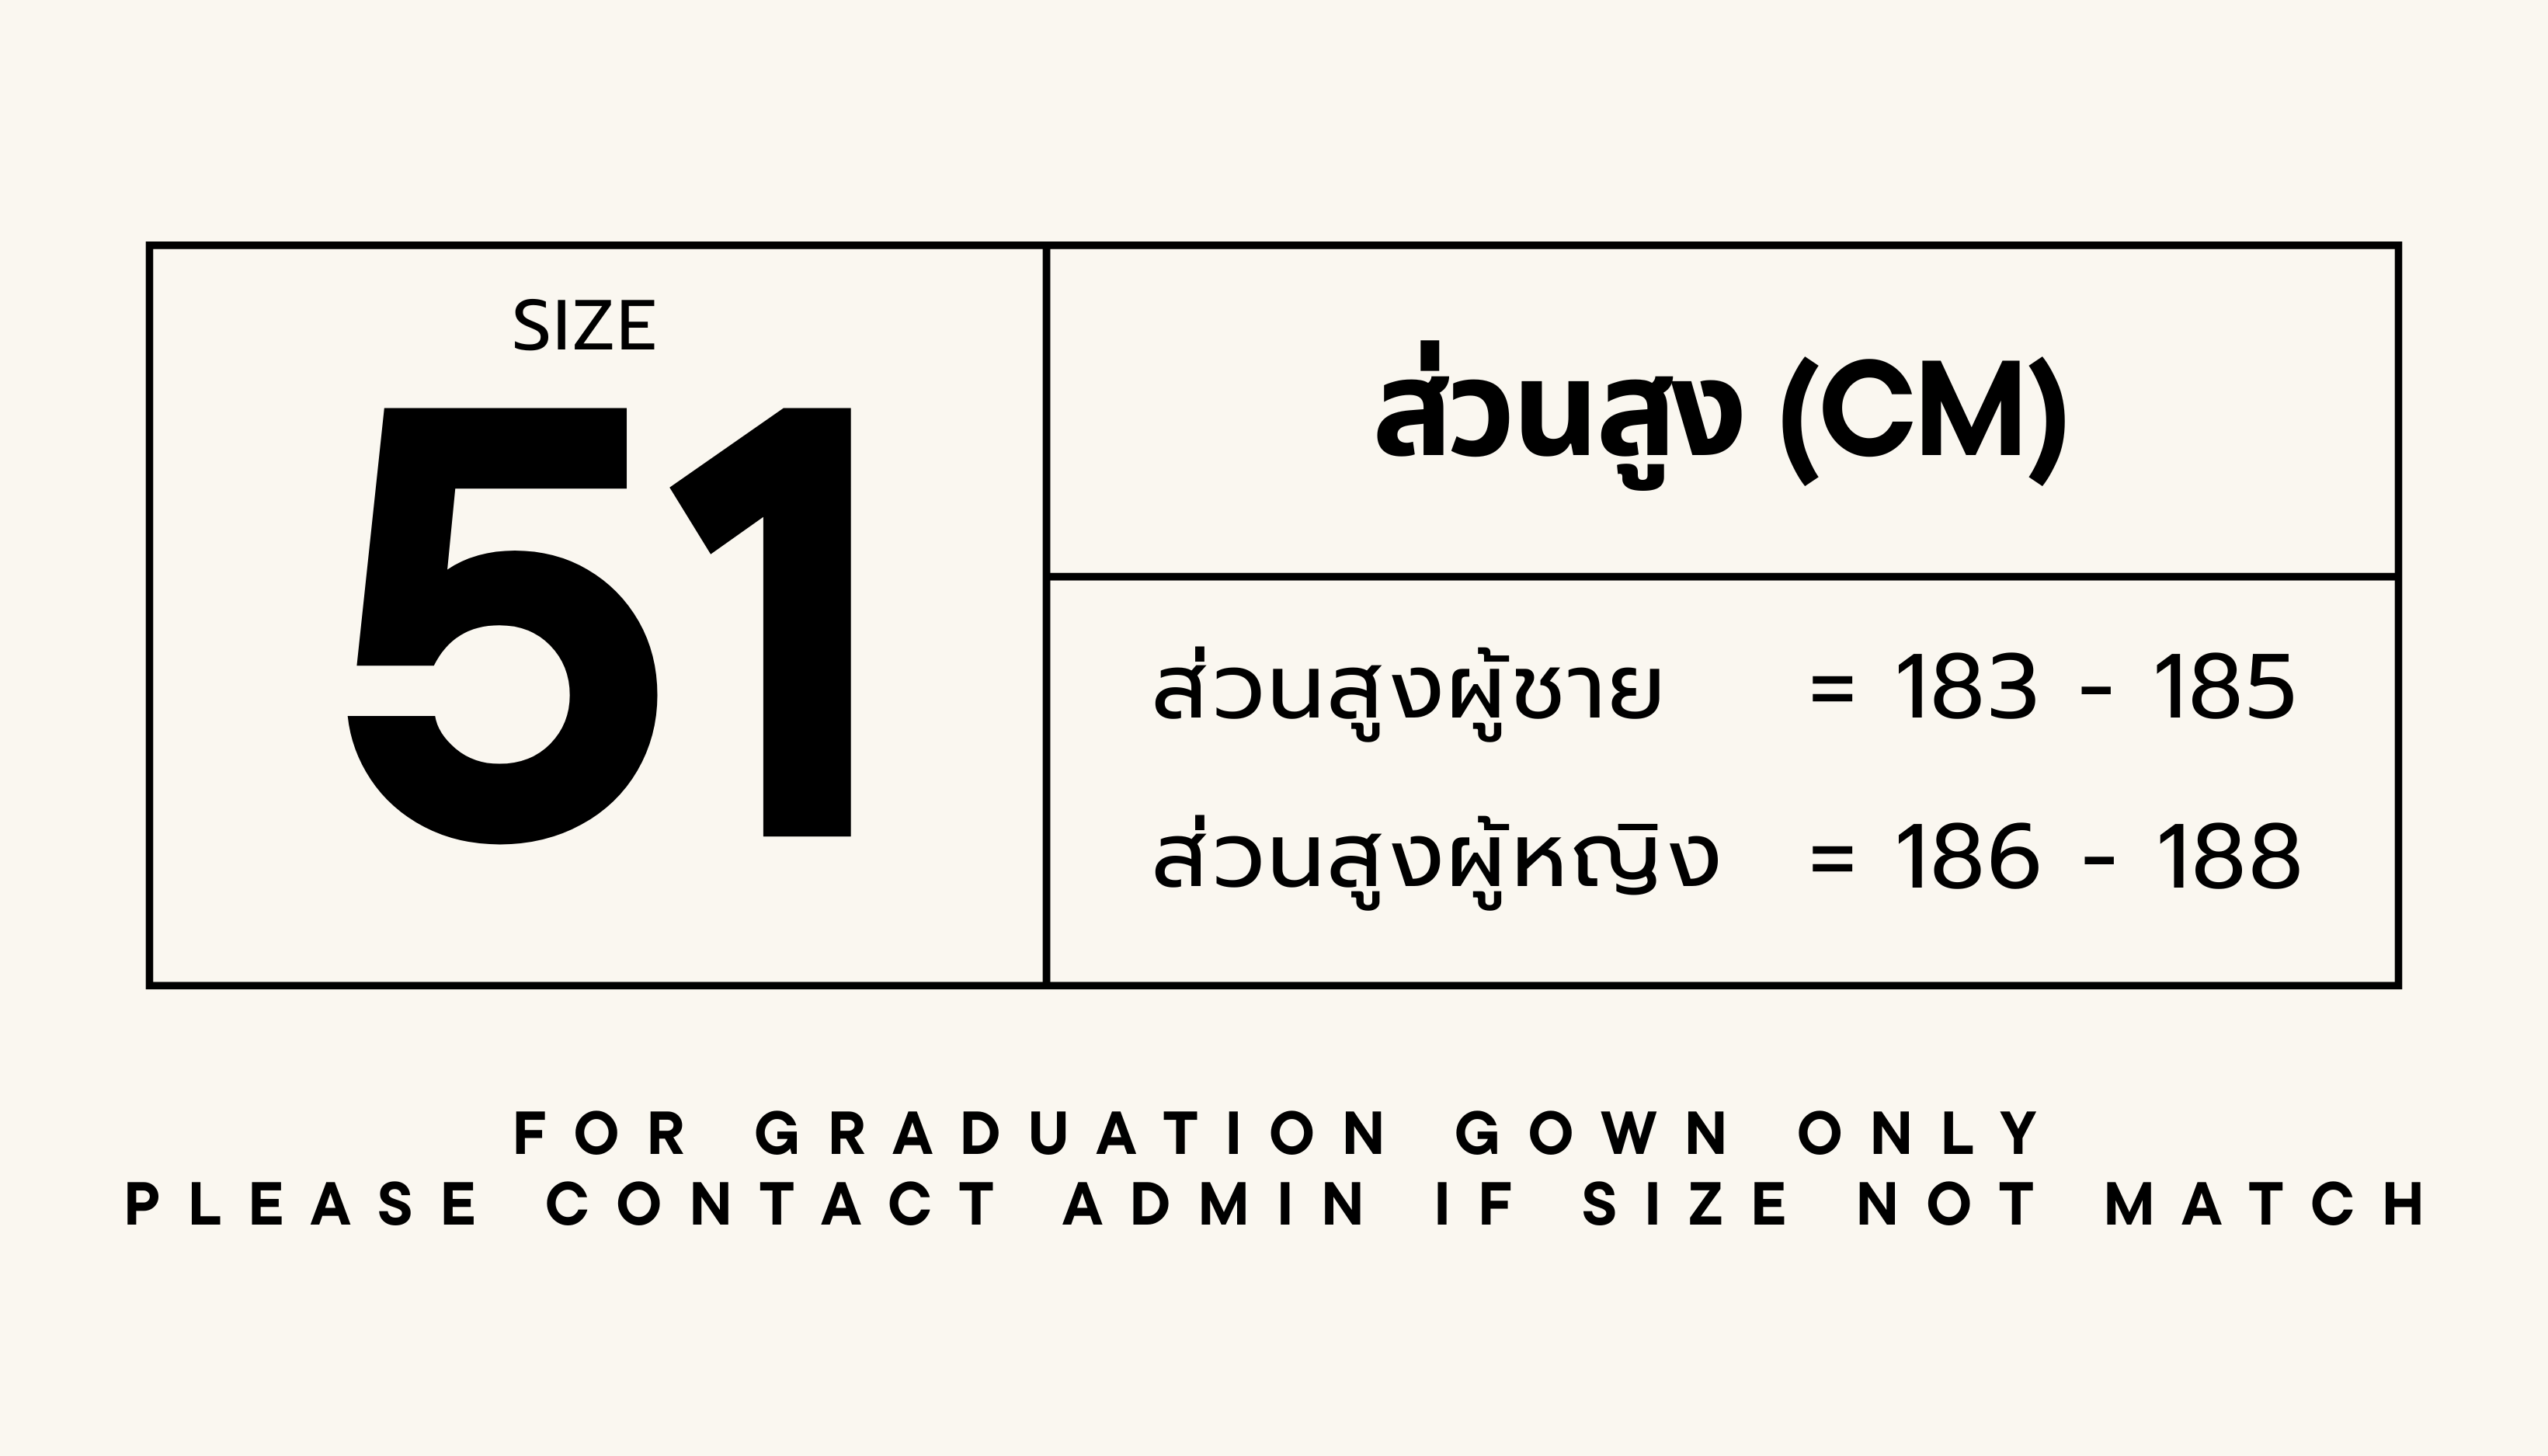 SIZE
51
ส่วนสูง (CM)
ส่วนสูงผู้ชาย = 183 - 185
ส่วนสูงผู้หญิง = 186 - 188
FOR GRADUATION GOWN ONLY
PLEASE CONTACT ADMIN IF SIZE NOT MATCH